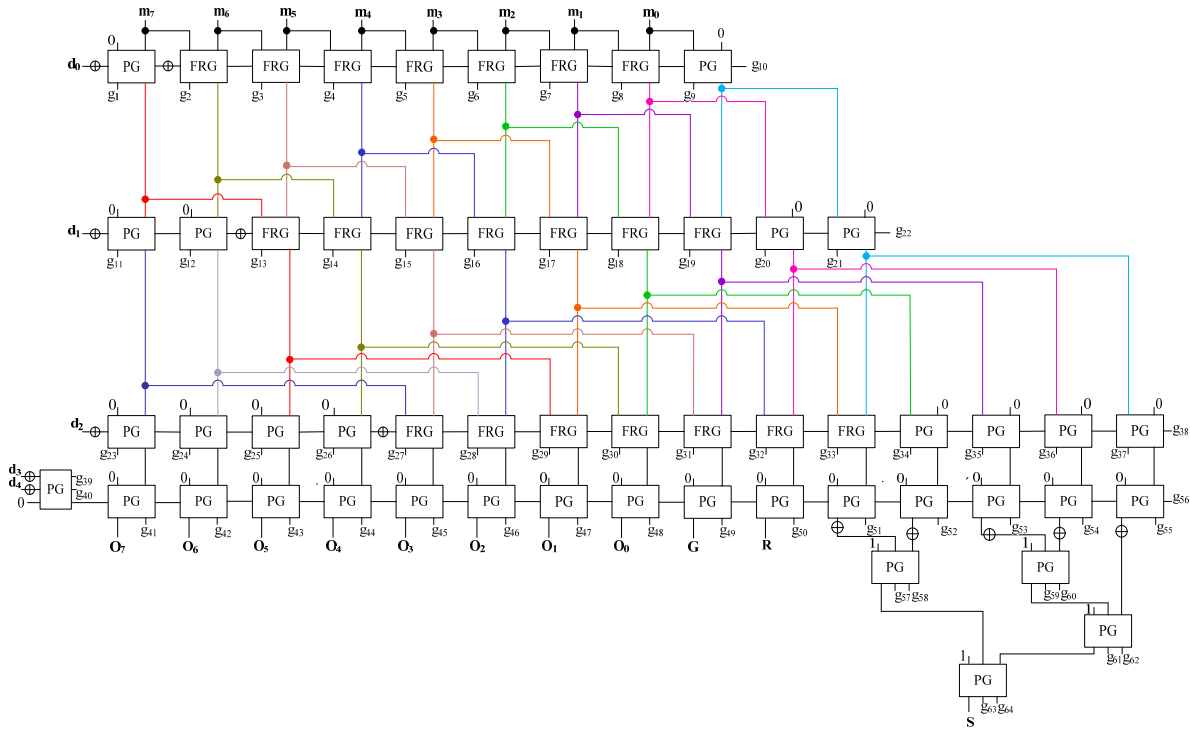 m₇ m₆ m₅ m₄ m₃ m₂ m₁ m₀
0 0
d₀ PG FRG FRG FRG FRG FRG FRG FRG PG g₁₀
g₁ g₂ g₃ g₄ g₅ g₆ g₇ g₈ g₉
0 0 0 0
d₁ PG PG FRG FRG FRG FRG FRG FRG FRG PG PG g₂₂
g₁₁ g₁₂ g₁₃ g₁₄ g₁₅ g₁₆ g₁₇ g₁₈ g₁₉ g₂₀ g₂₁
0 0 0 0 0 0 0 0
d₂ PG PG PG PG FRG FRG FRG FRG FRG FRG FRG PG PG PG PG g₃₈
g₂₃ g₂₄ g₂₅ g₂₆ g₂₇ g₂₈ g₂₉ g₃₀ g₃₁ g₃₂ g₃₃ g₃₄ g₃₅ g₃₆ g₃₇
d₃ g₃₉ 0 0 0 0 0 0 0 0 0 0 0 0 0 0 0
d₄ PG g₄₀
0 PG PG PG PG PG PG PG PG PG PG PG PG PG PG PG g₅₆
g₄₁ g₄₂ g₄₃ g₄₄ g₄₅ g₄₆ g₄₇ g₄₈ g₄₉ g₅₀ g₅₁ g₅₂ g₅₃ g₅₄ g₅₅
O₇ O₆ O₅ O₄ O₃ O₂ O₁ O₀ G R
1 1
PG PG
g₅₇ g₅₈ g₅₉ g₆₀
1
PG
g₆₁ g₆₂
1
PG
g₆₃ g₆₄
S